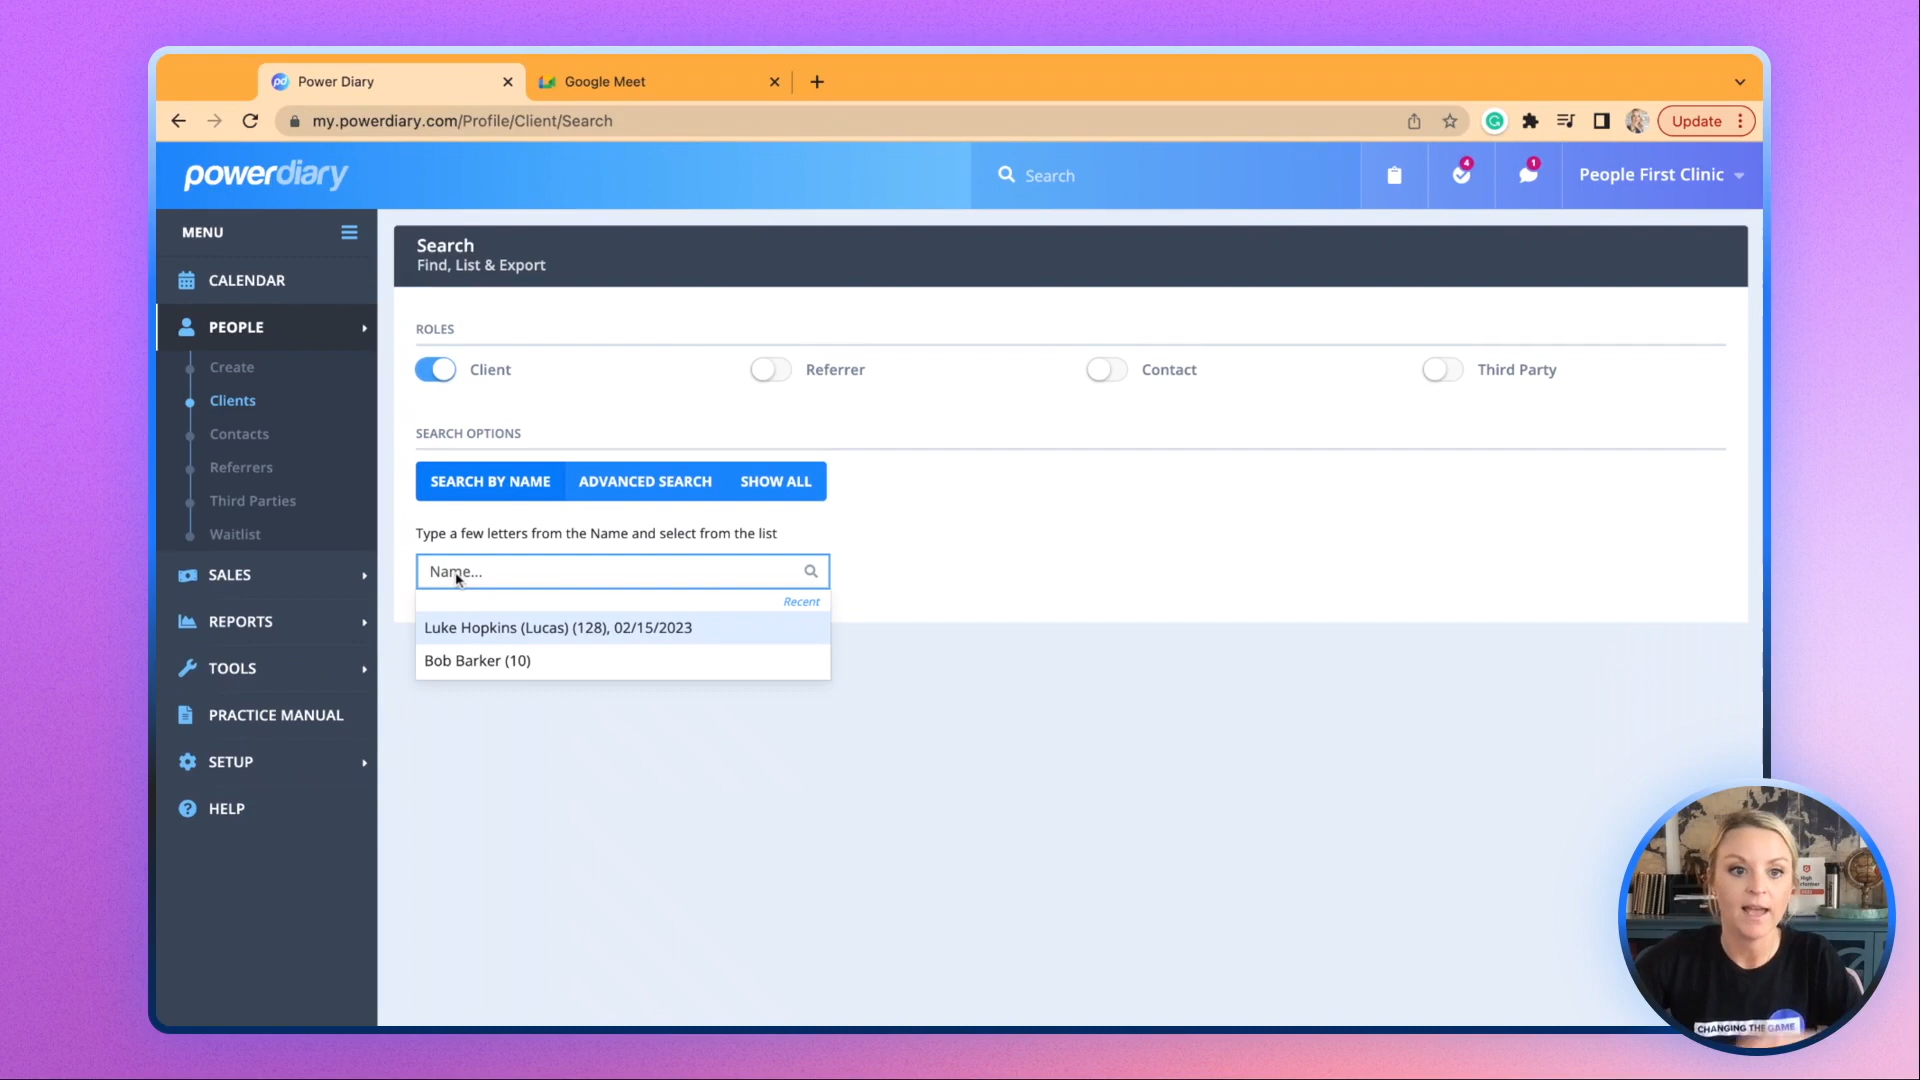 pd Power Diary
Google Meet
my.powerdiary.com/Profile/Client/Search
Update
powerdiary
Search
4
1
People First Clinic
MENU
CALENDAR
PEOPLE
Create
Clients
Contacts
Referrers
Third Parties
Waitlist
SALES
REPORTS
TOOLS
PRACTICE MANUAL
SETUP
HELP
Search
Find, List & Export
ROLES
Client
Referrer
Contact
Third Party
SEARCH OPTIONS
SEARCH BY NAME
ADVANCED SEARCH
SHOW ALL
Type a few letters from the Name and select from the list
Name...
Recent
Luke Hopkins (Lucas) (128), 02/15/2023
Bob Barker (10)
High
CHANGING THE GAME